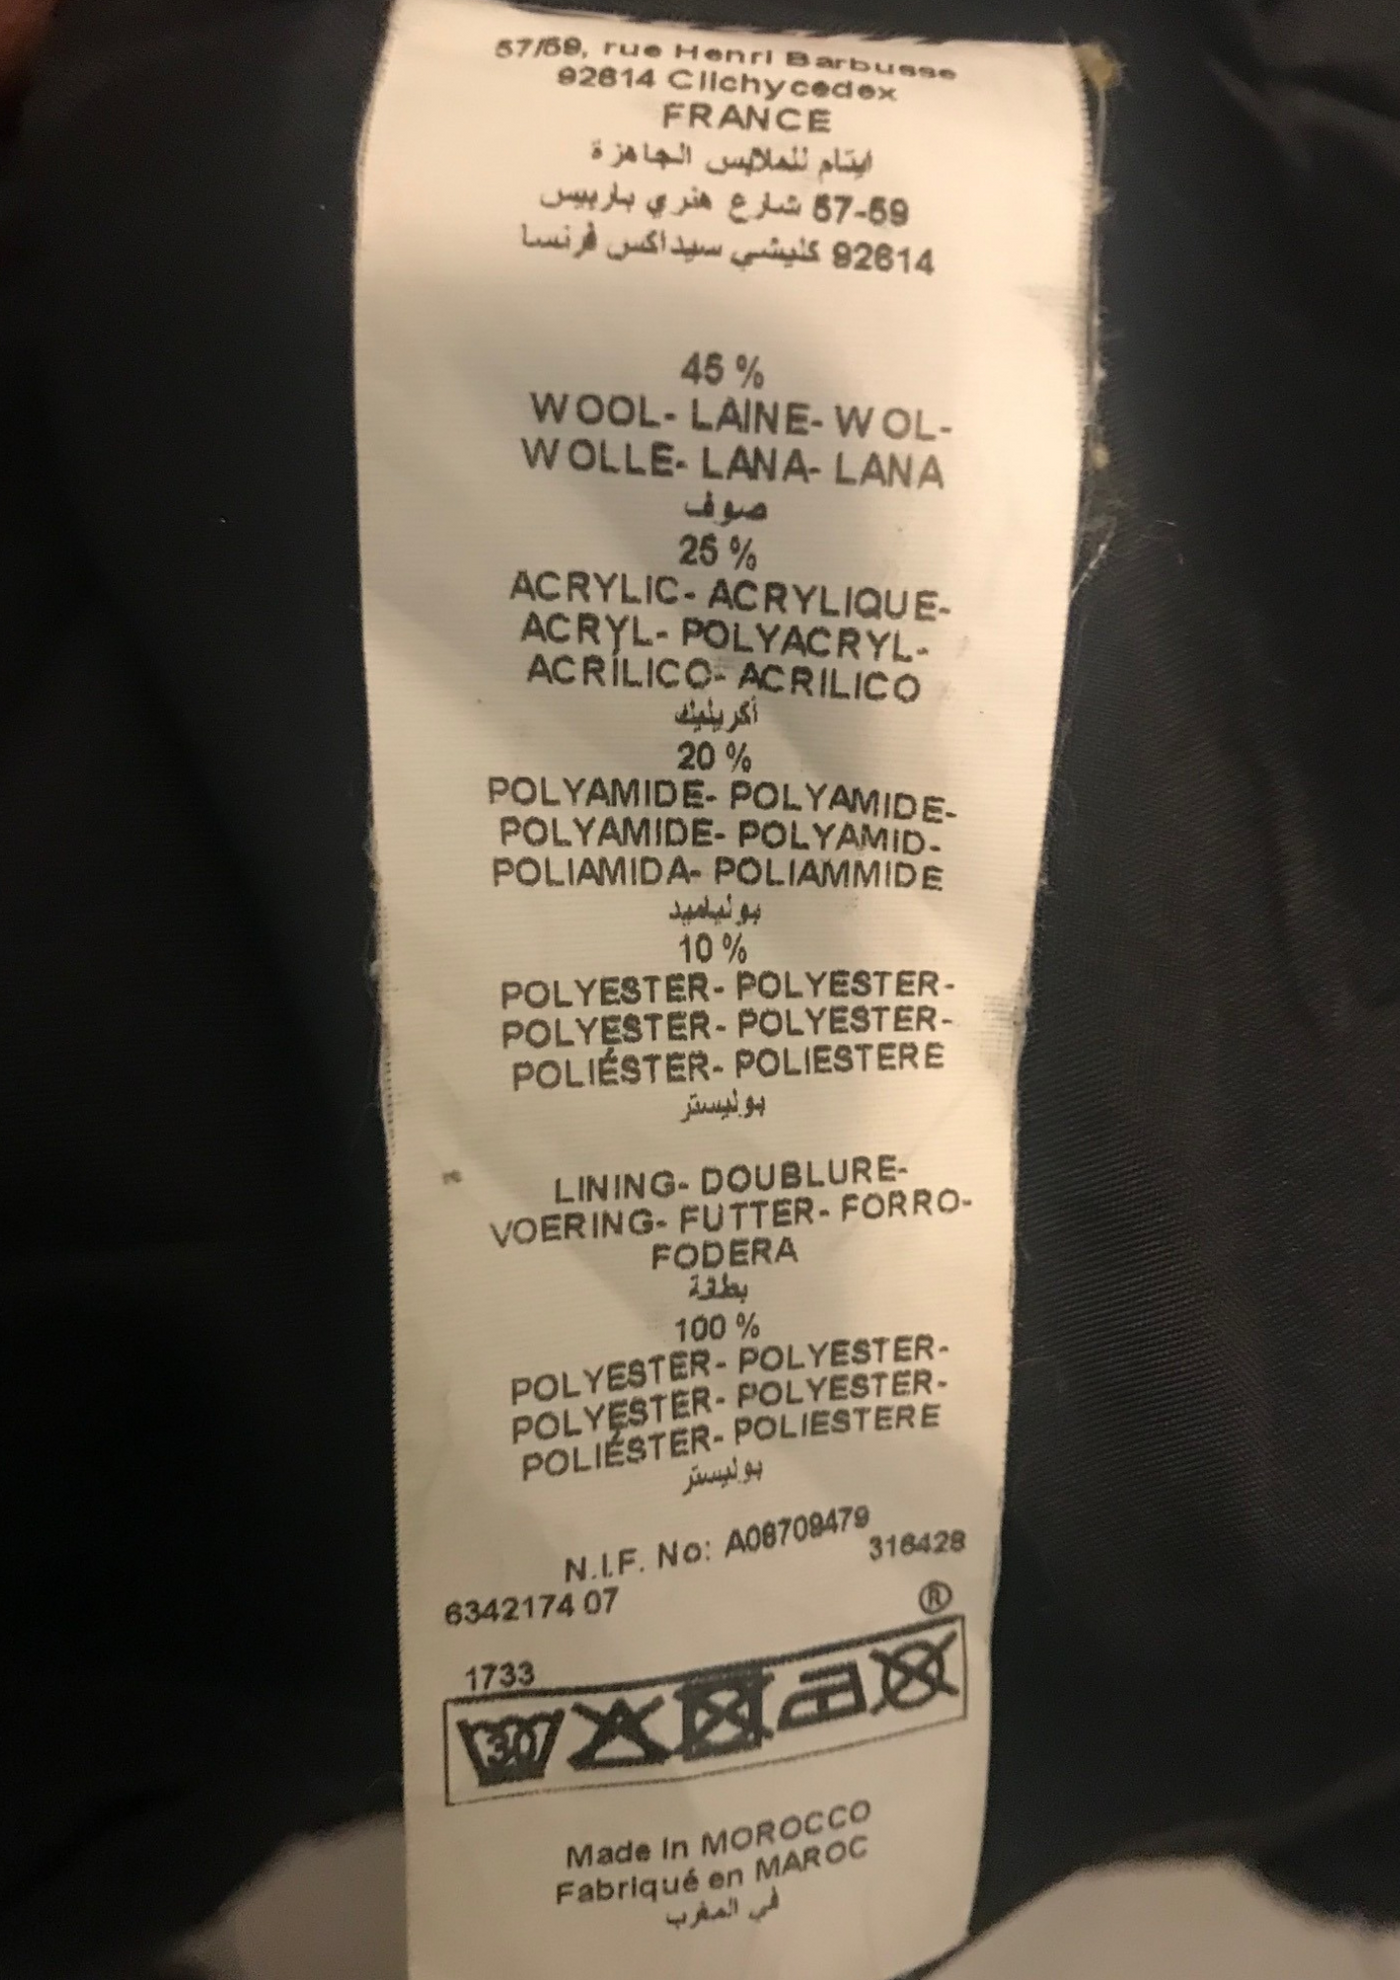 57/59, rue Henri Barbusse
92614 Clichycedex
FRANCE
ايتام للملابس الجاهزة
57-59 شارع هنري باربيس
92614 كليشي سيداكس فرنسا
45 %
WOOL- LAINE- WOL-
WOLLE- LANA- LANA
صوف
25 %
ACRYLIC- ACRYLIQUE-
ACRYL- POLYACRYL-
ACRÍLICO- ACRILICO
أكريليك
20 %
POLYAMIDE- POLYAMIDE-
POLYAMIDE- POLYAMID-
POLIAMIDA- POLIAMMIDE
بولياميد
10 %
POLYESTER- POLYESTER-
POLYESTER- POLYESTER-
POLIÉSTER- POLIESTERE
بوليستر
LINING- DOUBLURE-
VOERING- FUTTER- FORRO-
FODERA
بطانة
100 %
POLYESTER- POLYESTER-
POLYESTER- POLYESTER-
POLIÉSTER- POLIESTERE
بوليستر
N.I.F. No: A08709479
316428
6342174 07
®
1733
30
Made in MOROCCO
Fabriqué en MAROC
في المغرب